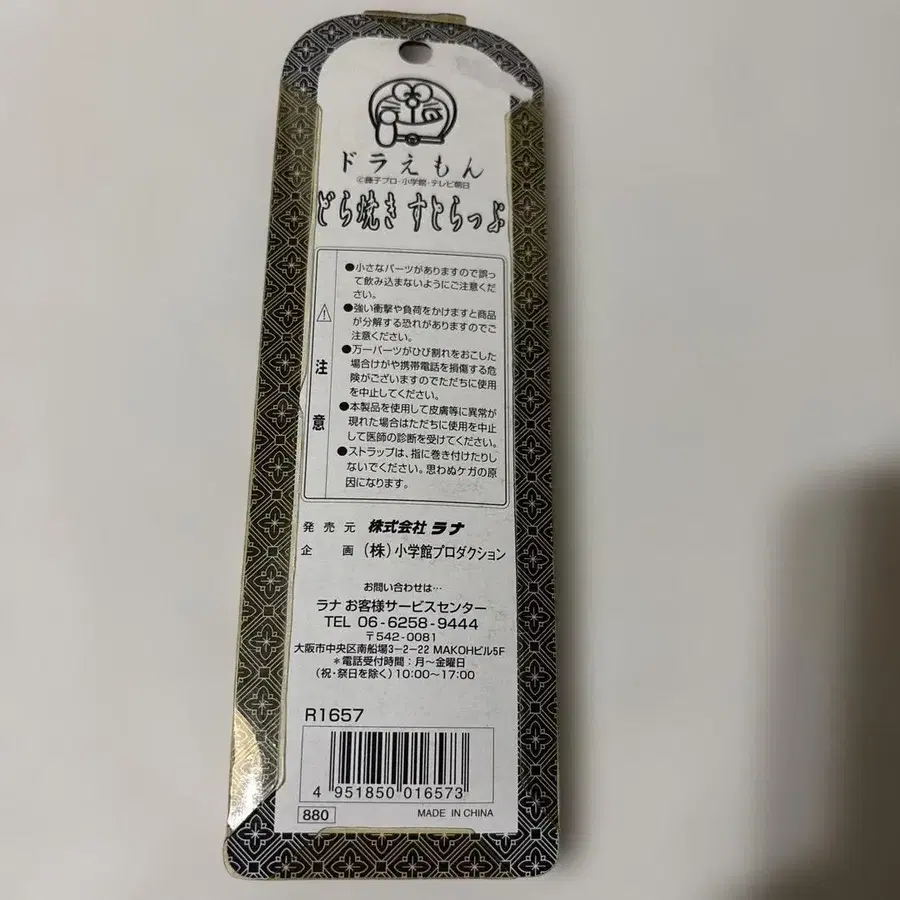 ドラえもん
©藤子プロ・小学館・テレビ朝日
どら焼き すとらっぷ
⚠ 注意
●小さなパーツがありますので誤っ
て飲み込まないようにご注意くだ
さい。
●強い衝撃や負荷をかけますと商品
が分解する恐れがありますのでご
注意ください。
●万一パーツがひび割れをおこした
場合けがや携帯電話を損傷する危
険がございますのでただちに使用
を中止してください。
●本製品を使用して皮膚等に異常が
現れた場合はただちに使用を中止
して医師の診断を受けてください。
●ストラップは、指に巻き付けたりし
ないでください。思わぬケガの原
因になります。
発売元 株式会社 ラナ
企画 (株)小学館プロダクション
お問い合わせは…
ラナ お客様サービスセンター
TEL 06-6258-9444
〒542-0081
大阪市中央区南船場3-2-22 MAKOHビル5F
＊電話受付時間：月～金曜日
(祝・祭日を除く) 10:00～17:00
R1657
4 951850 016573
880 MADE IN CHINA